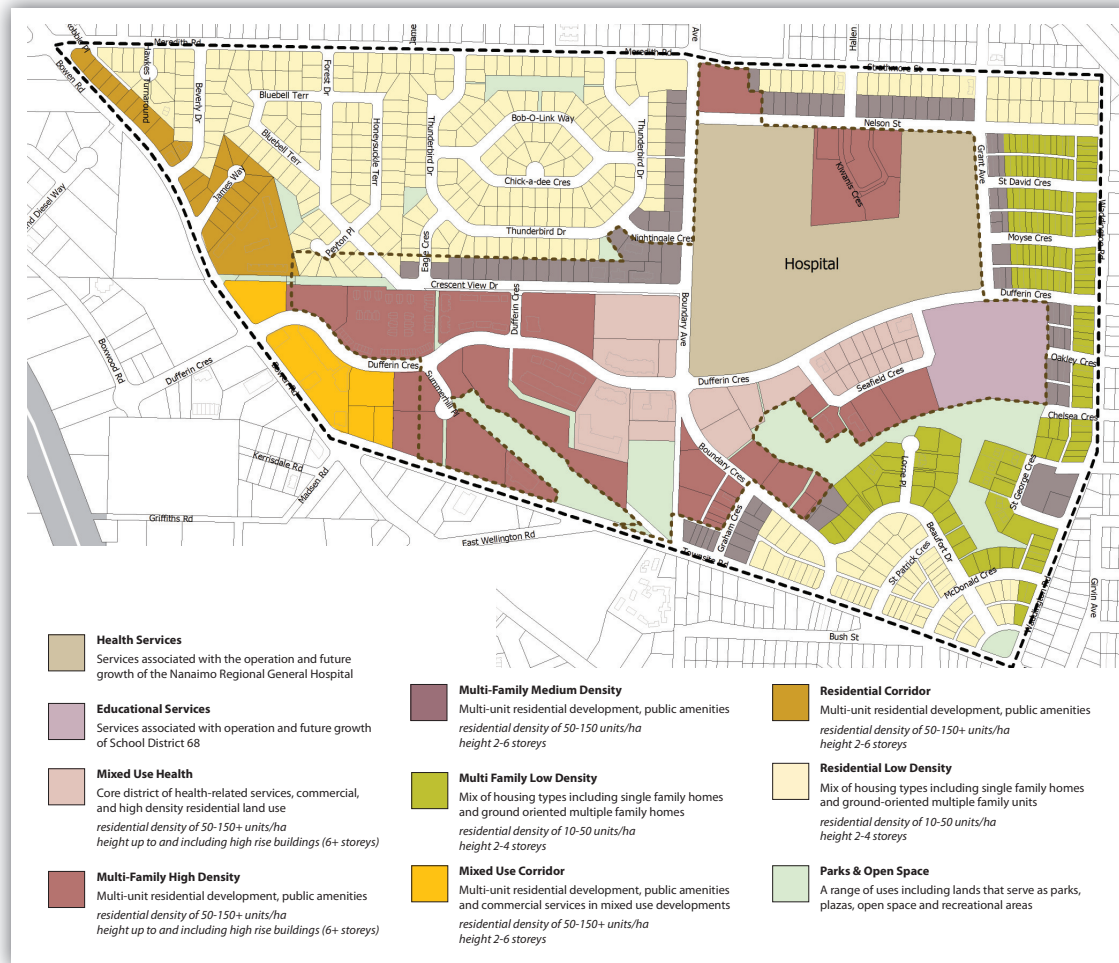 Robbie Pl
Meredith Rd
Meredith Rd
Ave
Hallen
Strathmore St
Bowen Rd
Hawkes Turnaround
Beverly Dr
Forest Dr
Bluebell Terr
Bluebell Terr
Honeysuckle Terr
Thunderbird Dr
Bob-O-Link Way
Thunderbird Dr
Chick-a-dee Cres
Thunderbird Dr
Nelson St
Kiwanis Cres
Grant Ave
St David Cres
Moyse Cres
Dufferin Cres
James Way
Peyton Pl
Eagle Cres
Nightingale Cres
Crescent View Dr
Hospital
Boundary Ave
Dufferin Cres
Dufferin Cres
Dufferin Cres
Dufferin Cres
Boxwood Rd
Summerhill Pl
Seafield Cres
Oakley Cres
Chelsea Cres
Kerrisdale Rd
Madsen Rd
Boundary Cres
Lorne Pl
St George Cres
Griffiths Rd
East Wellington Rd
Graham Cres
Townsite Rd
Beaufort Dr
St Patrick Cres
McDonald Cres
Girvin Ave
Bush St
Health Services
Services associated with the operation and future
growth of the Nanaimo Regional General Hospital
Educational Services
Services associated with operation and future growth
of School District 68
Mixed Use Health
Core district of health-related services, commercial,
and high density residential land use
residential density of 50-150+ units/ha
height up to and including high rise buildings (6+ storeys)
Multi-Family High Density
Multi-unit residential development, public amenities
residential density of 50-150+ units/ha
height up to and including high rise buildings (6+ storeys)
Multi-Family Medium Density
Multi-unit residential development, public amenities
residential density of 50-150 units/ha
height 2-6 storeys
Multi Family Low Density
Mix of housing types including single family homes
and ground oriented multiple family homes
residential density of 10-50 units/ha
height 2-4 storeys
Mixed Use Corridor
Multi-unit residential development, public amenities
and commercial services in mixed use developments
residential density of 50-150+ units/ha
height 2-6 storeys
Residential Corridor
Multi-unit residential development, public amenities
residential density of 50-150+ units/ha
height 2-6 storeys
Residential Low Density
Mix of housing types including single family homes
and ground-oriented multiple family units
residential density of 10-50 units/ha
height 2-4 storeys
Parks & Open Space
A range of uses including lands that serve as parks,
plazas, open space and recreational areas